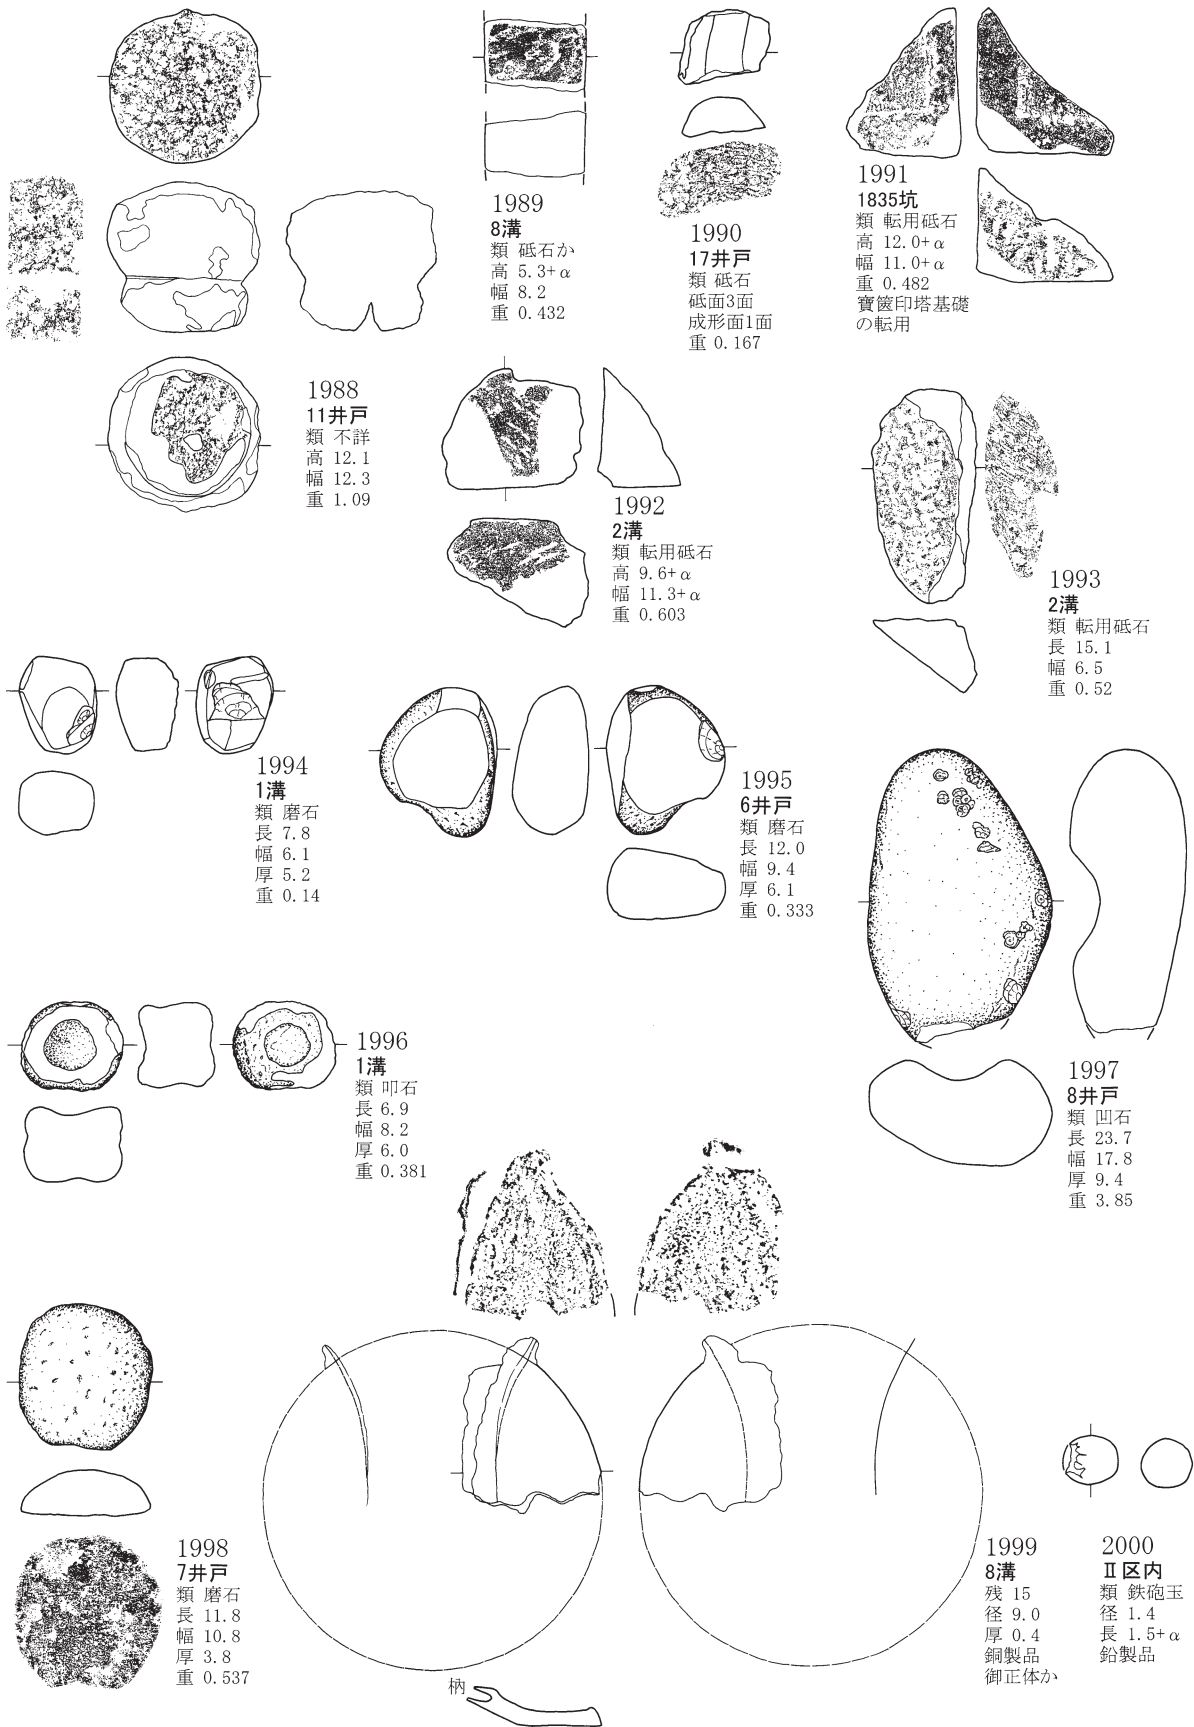 1988
11井戸
類 不詳
高 12.1
幅 12.3
重 1.09
1989
8溝
類 砥石か
高 5.3+α
幅 8.2
重 0.432
1990
17井戸
類 砥石
砥面3面
成形面1面
重 0.167
1991
1835坑
類 転用砥石
高 12.0+α
幅 11.0+α
重 0.482
寶篋印塔基礎
の転用
1992
2溝
類 転用砥石
高 9.6+α
幅 11.3+α
重 0.603
1993
2溝
類 転用砥石
長 15.1
幅 6.5
重 0.52
1994
1溝
類 磨石
長 7.8
幅 6.1
厚 5.2
重 0.14
1995
6井戸
類 磨石
長 12.0
幅 9.4
厚 6.1
重 0.333
1996
1溝
類 叩石
長 6.9
幅 8.2
厚 6.0
重 0.381
1997
8井戸
類 凹石
長 23.7
幅 17.8
厚 9.4
重 3.85
1998
7井戸
類 磨石
長 11.8
幅 10.8
厚 3.8
重 0.537
枘
1999
8溝
残 15
径 9.0
厚 0.4
銅製品
御正体か
2000
Ⅱ区内
類 鉄砲玉
径 1.4
長 1.5+α
鉛製品